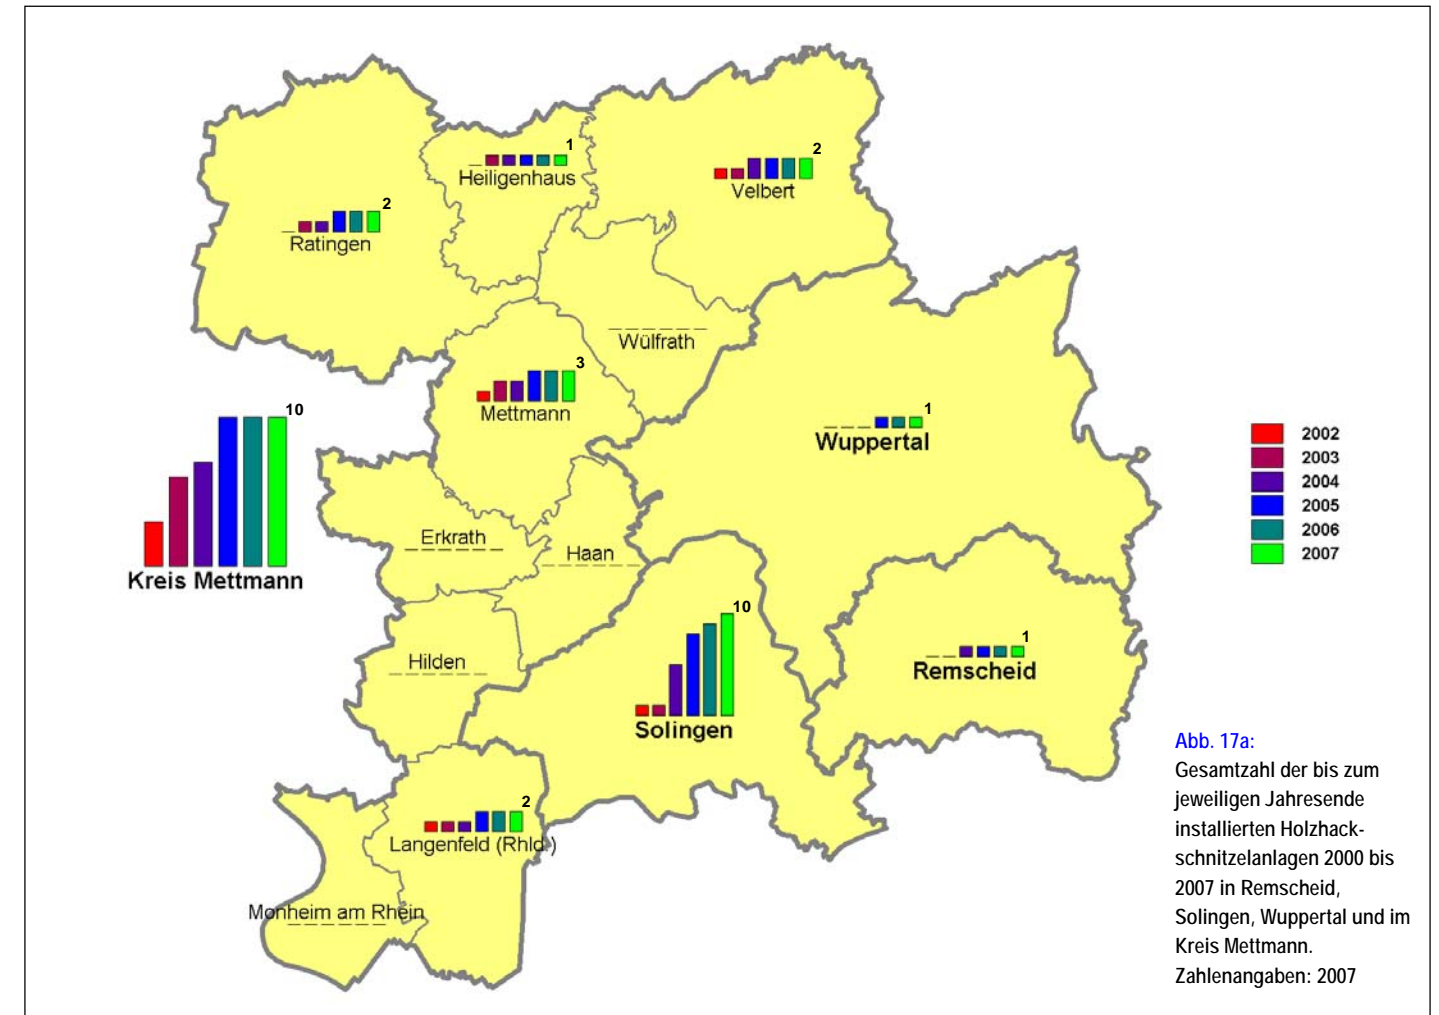 1
Heiligenhaus
2
Velbert
2
Ratingen
Wülfrath
3
Mettmann
10
Kreis Mettmann
1
Wuppertal
2002
2003
2004
2005
2006
2007
Erkrath
Haan
10
Solingen
Hilden
1
Remscheid
2
Langenfeld (Rhld.)
Monheim am Rhein
Abb. 17a:
Gesamtzahl der bis zum
jeweiligen Jahresende
installierten Holzhack-
schnitzelanlagen 2000 bis
2007 in Remscheid,
Solingen, Wuppertal und im
Kreis Mettmann.
Zahlenangaben: 2007